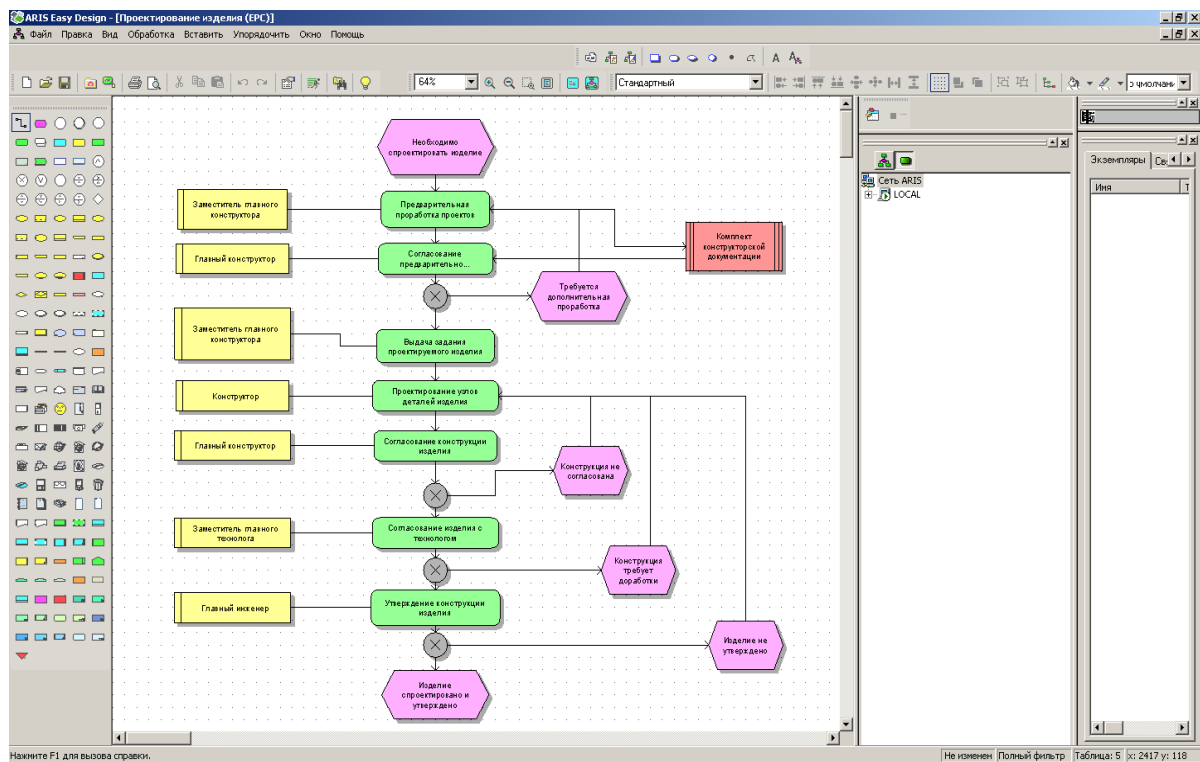 ARIS Easy Design - [Проектирование изделия (EPC)]
Файл Правка Вид Обработка Вставить Упорядочить Окно Помощь
64%
Стандартный
Необходимо
спроектировать изделие
Заместитель главного
конструктора
Предварительная
проработка проектов
Комплект
конструкторской
документации
Главный конструктор
Согласование
предварительно...
Требуется
дополнительная
проработка
Заместитель главного
конструктора
Выдача задания
проектируемого изделия
Конструктор
Проектирование узлов
деталей изделия
Главный конструктор
Согласование конструкции
изделия
Конструкция не
согласована
Заместитель главного
технолога
Согласование изделия с
технологом
Конструкция
требует
доработки
Главный инженер
Утверждение конструкции
изделия
Изделие не
утверждено
Изделие
спроектировано и
утверждено
Сеть ARIS
LOCAL
Экземпляры
Имя
Нажмите F1 для вызова справки.
Не изменен Полный фильтр Таблица: 5 x: 2417 y: 118